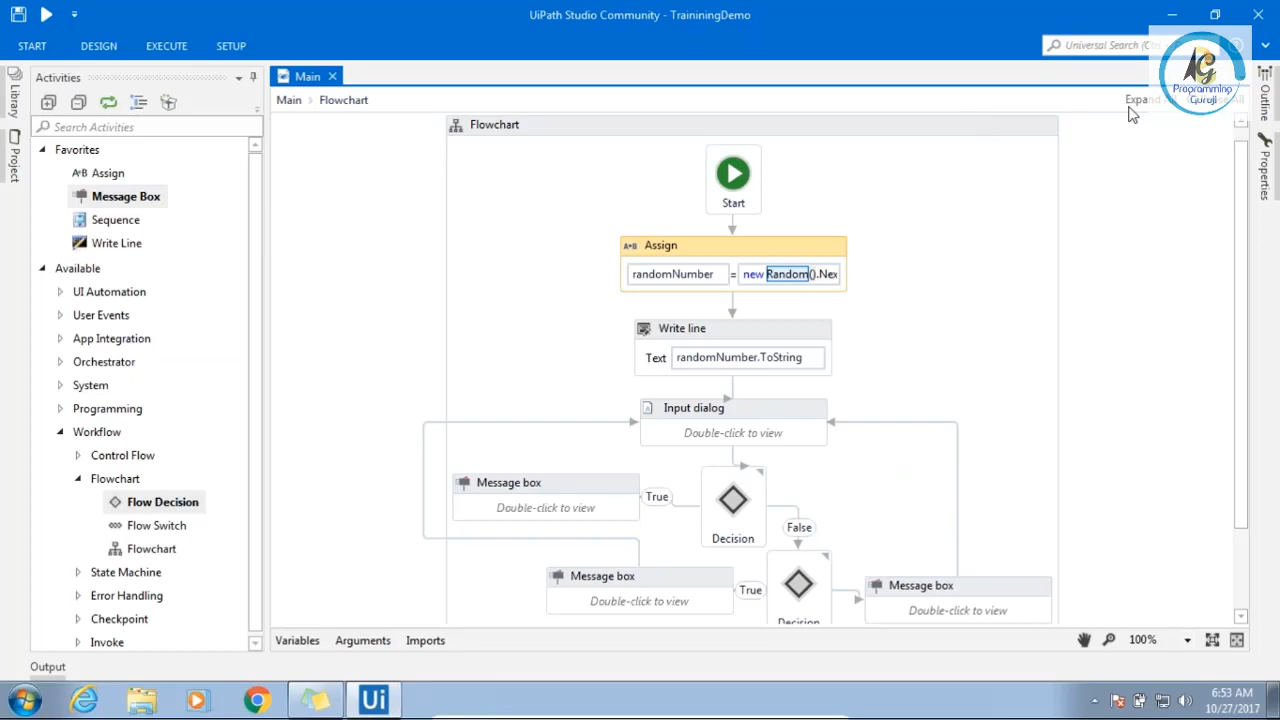 UiPath Studio Community - TraininingDemo
START
DESIGN
EXECUTE
SETUP
Universal Search
Programming
Guruji
Library
Project
Activities
Search Activities
Favorites
Assign
Message Box
Sequence
Write Line
Available
UI Automation
User Events
App Integration
Orchestrator
System
Programming
Workflow
Control Flow
Flowchart
Flow Decision
Flow Switch
Flowchart
State Machine
Error Handling
Checkpoint
Invoke
Output
Main
Main > Flowchart
Flowchart
Start
A+B Assign
randomNumber = new Random().Nex
Write line
Text randomNumber.ToString
Input dialog
Double-click to view
Message box
Double-click to view
True
Decision
False
Message box
Double-click to view
True
Decision
Message box
Double-click to view
Variables Arguments Imports
100%
Outline
Properties
Ui
6:53 AM
10/27/2017